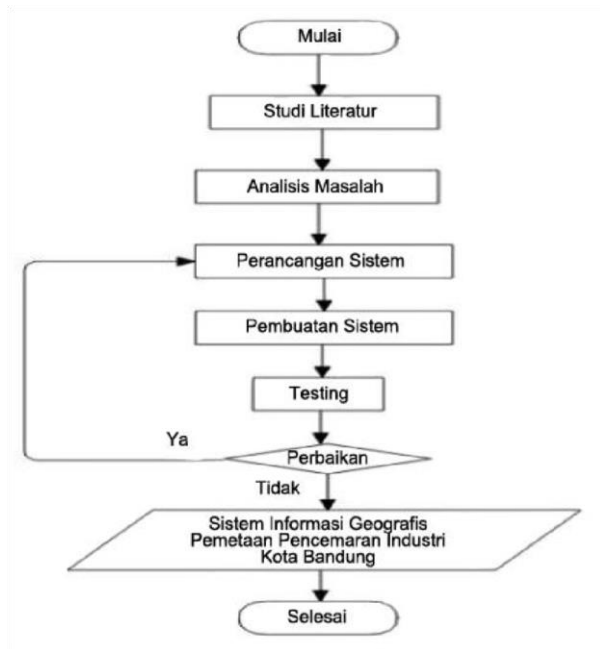 Mulai
Studi Literatur
Analisis Masalah
Perancangan Sistem
Pembuatan Sistem
Testing
Ya
Perbaikan
Tidak
Sistem Informasi Geografis
Pemetaan Pencemaran Industri
Kota Bandung
Selesai